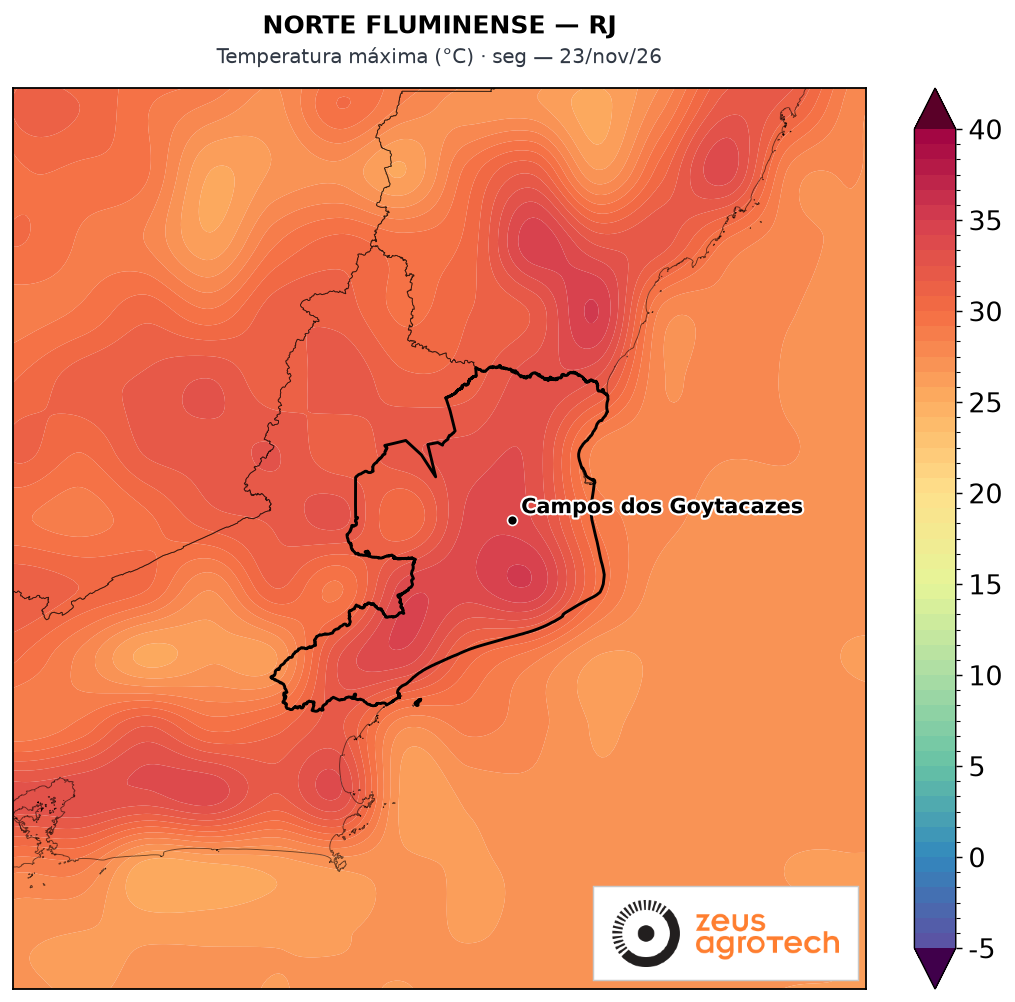 NORTE FLUMINENSE — RJ
Temperatura máxima (°C) · seg — 23/nov/26
40
35
30
25
20
15
10
5
0
-5
Campos dos Goytacazes
zeus
agrotech